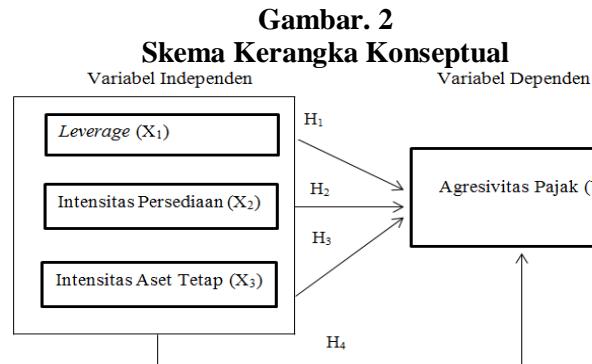 Gambar. 2
Skema Kerangka Konseptual
Variabel Independen
Variabel Dependen
Leverage (X₁)
H₁
Intensitas Persediaan (X₂)
H₂
Agresivitas Pajak (
H₃
Intensitas Aset Tetap (X₃)
H₄